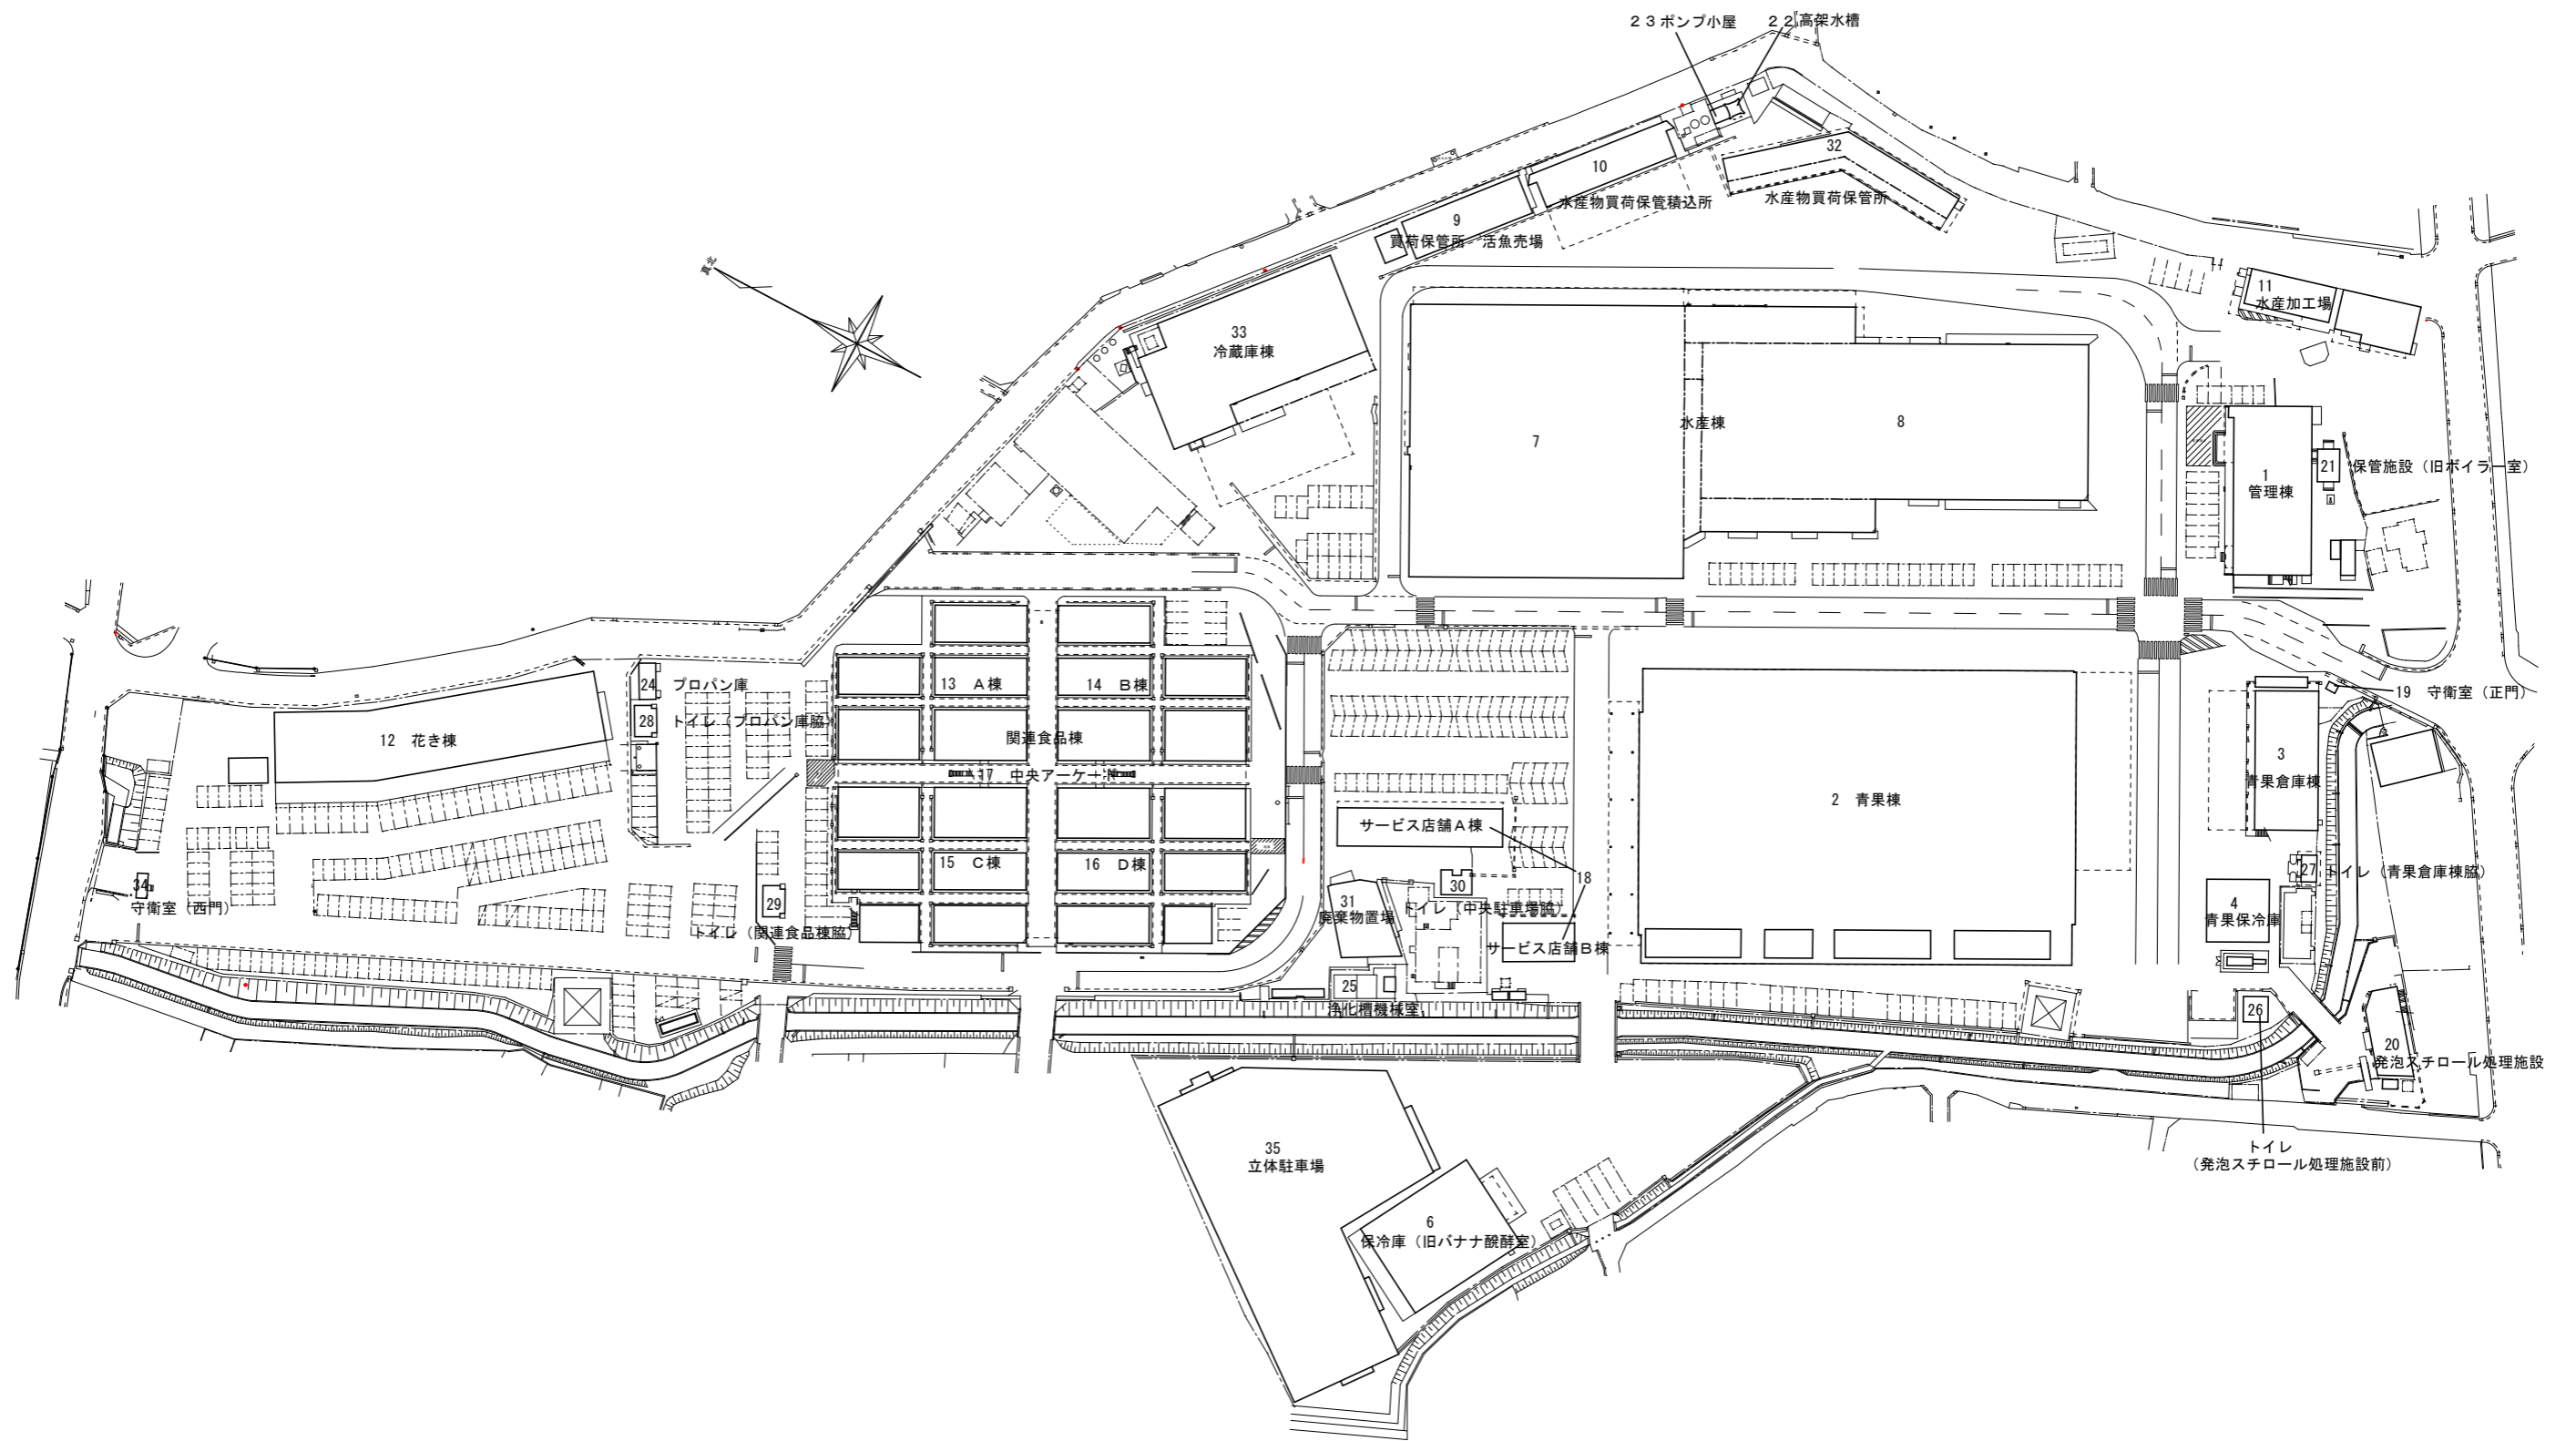 ２３ポンプ小屋
２２高架水槽
32
水産物買荷保管所
10
水産物買荷保管積込所
9
買荷保管所　活魚売場
真北
11
水産加工場
33
冷蔵庫棟
7
水産棟
8
1
管理棟
21
保管施設（旧ボイラー室）
24
プロパン庫
28
トイレ（プロパン庫脇）
13　Ａ棟
14　Ｂ棟
19　守衛室（正門）
12　花き棟
関連食品棟
3
青果倉庫棟
17　中央アーケード
2　青果棟
サービス店舗Ａ棟
15　Ｃ棟
16　Ｄ棟
30
18
27
トイレ（青果倉庫棟脇）
34
守衛室（西門）
29
トイレ（関連食品棟脇）
31
廃棄物置場
トイレ（中央駐車場脇）
4
青果保冷庫
サービス店舗Ｂ棟
25
浄化槽機械室
26
20
発泡スチロール処理施設
35
立体駐車場
トイレ
（発泡スチロール処理施設前）
6
保冷庫（旧バナナ醗酵室）